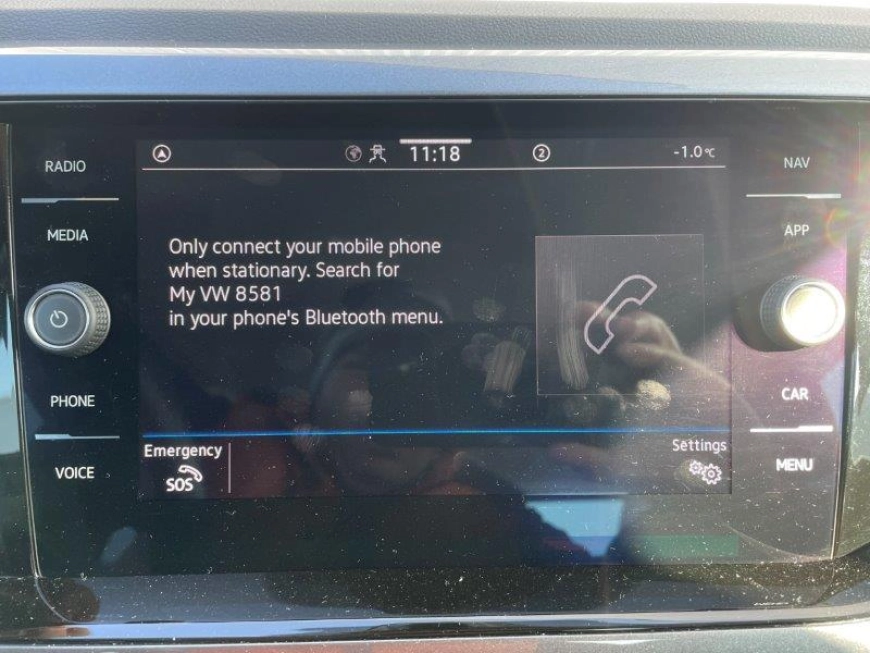 RADIO
11:18
2
-1.0 °C
NAV
MEDIA
APP
Only connect your mobile phone
when stationary. Search for
My VW 8581
in your phone's Bluetooth menu.
PHONE
CAR
Emergency
SOS
Settings
VOICE
MENU